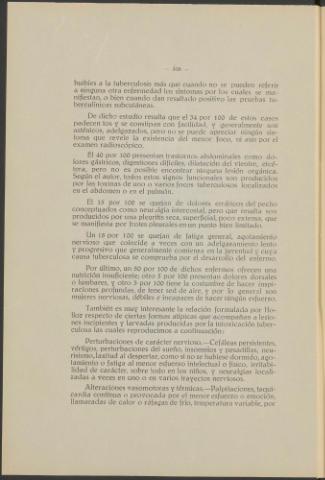 buíbles a la tuberculosis más que cuando no se pueden referir
a ninguna otra enfermedad los síntomas por los cuales se ma-
nifiestan, o bien cuando dan resultado positivo las pruebas tu-
berculínicas subcutáneas.
De dicho estudio resulta que el 34 por 100 de estos casos
padecen tos y se constipan con facilidad, y generalmente son
asténicos, adelgazados, pero no se puede apreciar ningún sín-
toma que revele la existencia del menor foco, ni aun por el
examen radioscópico.
El 40 por 100 presentan trastornos abdominales como do-
lores gástricos, digestiones difíciles, dilatación del vientre, etcé-
tera, pero no es posible encontrar ninguna lesión orgánica.
Según el autor, todos estos signos funcionales son producidos
por las toxinas de uno o varios focos tuberculosos localizados
en el abdomen o en el pulmón.
El 15 por 100 se quejan de dolores erráticos del pecho
conceptuados como neuralgia intercostal, pero que resulta son
producidos por una pleuritis seca, superficial, poco extensa, que
se manifiesta por frotes pleurales en un punto bien limitado.
Un 18 por 100 se quejan de fatiga general, agotamiento
nervioso que coincide a veces con un adelgazamiento lento
y progresivo que generalmente comienza en la juventud y cuya
causa tuberculosa se comprueba por el desarrollo del enfermo.
Por último, un 50 por 100 de dichos enfermos ofrecen una
nutrición insuficiente; otro 5 por 100 presentan dolores dorsales
o lumbares, y otro 3 por 100 tiene la costumbre de hacer inspi-
raciones profundas, de tener sed de aire, y por lo general son
mujeres nerviosas, débiles e incapaces de hacer ningún esfuerzo.
También es muy interesante la relación formulada por Ho-
lloz respecto de ciertas formas atípicas que acompañan a lesio-
nes incipientes y larvadas producidas por la intoxicación tuber-
culosa las cuales reproducimos a continuación:
Perturbaciones de carácter nervioso.—Cefáleas persistentes,
vértigos, perturbaciones del sueño, insomnios y pesadillas, neu-
rosismo, laxitud al despertar, como si no se hubiese dormido, ago-
tamiento o fatiga al menor esfuerzo intelectual o físico, irritabi-
lidad de carácter, sobre todo en los niños, y neuralgias locali-
zadas a veces en uno o en varios trayectos nerviosos.
Alteraciones vasomotoras y térmicas.—Palpitaciones, taqui-
cardia continua o provocada por el menor esfuerzo o emoción,
llamaradas de calor o ráfagas de frío, temperatura variable, por